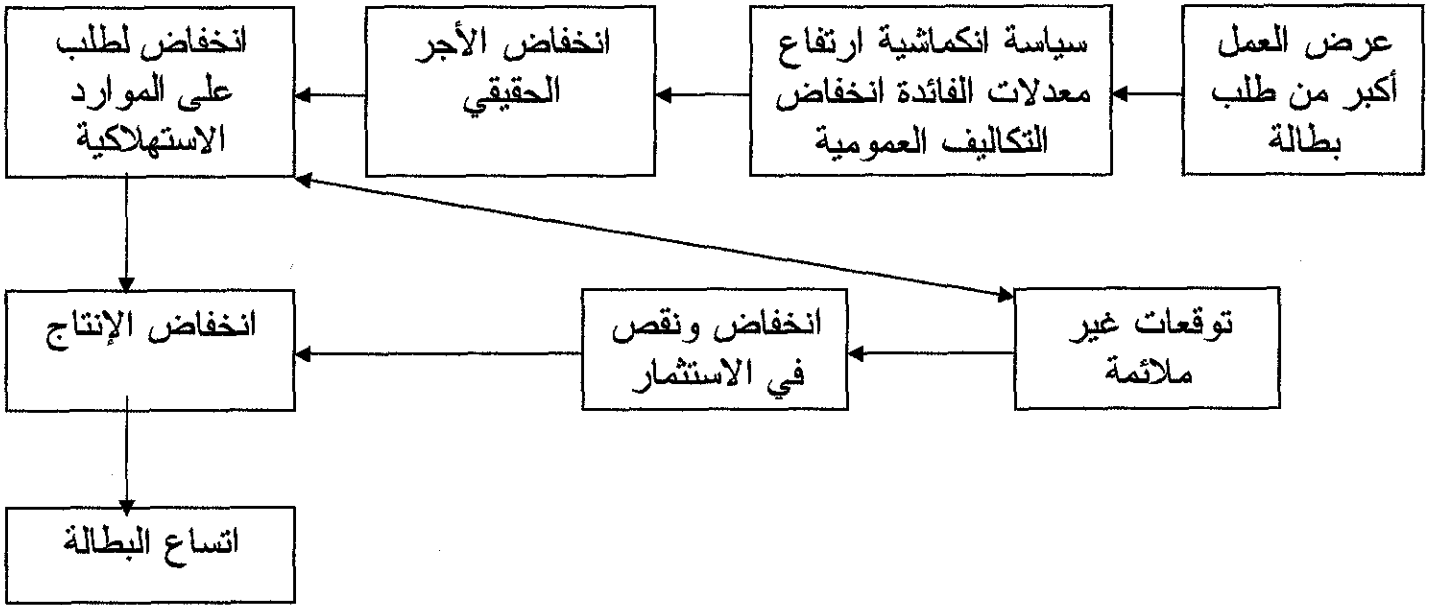 عرض العمل
أكبر من طلب
بطالة
سياسة انكماشية ارتفاع
معدلات الفائدة انخفاض
التكاليف العمومية
انخفاض الأجر
الحقيقي
انخفاض لطلب
على الموارد
الاستهلاكية
توقعات غير
ملائمة
انخفاض ونقص
في الاستثمار
انخفاض الإنتاج
اتساع البطالة